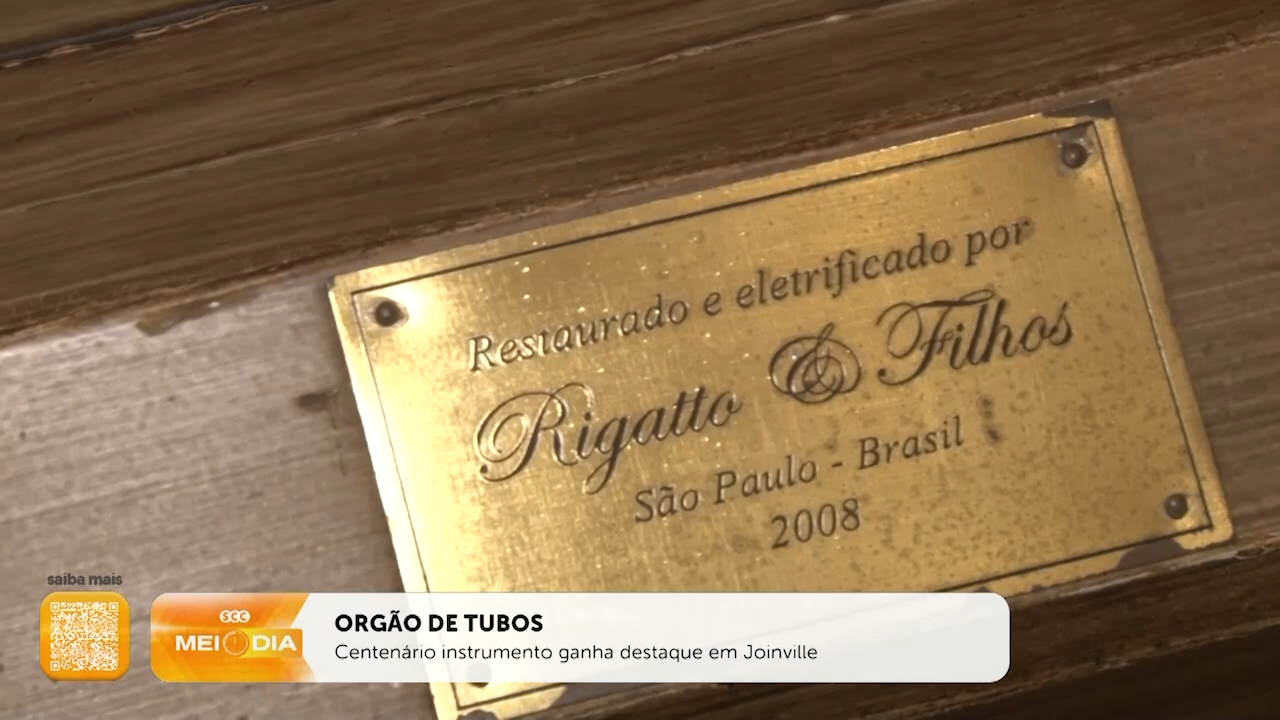 Restaurado e eletrificado por
Rigatto & Filhos
São Paulo - Brasil
2008
saiba mais
scc
MEIO DIA
ORGÃO DE TUBOS
Centenário instrumento ganha destaque em Joinville